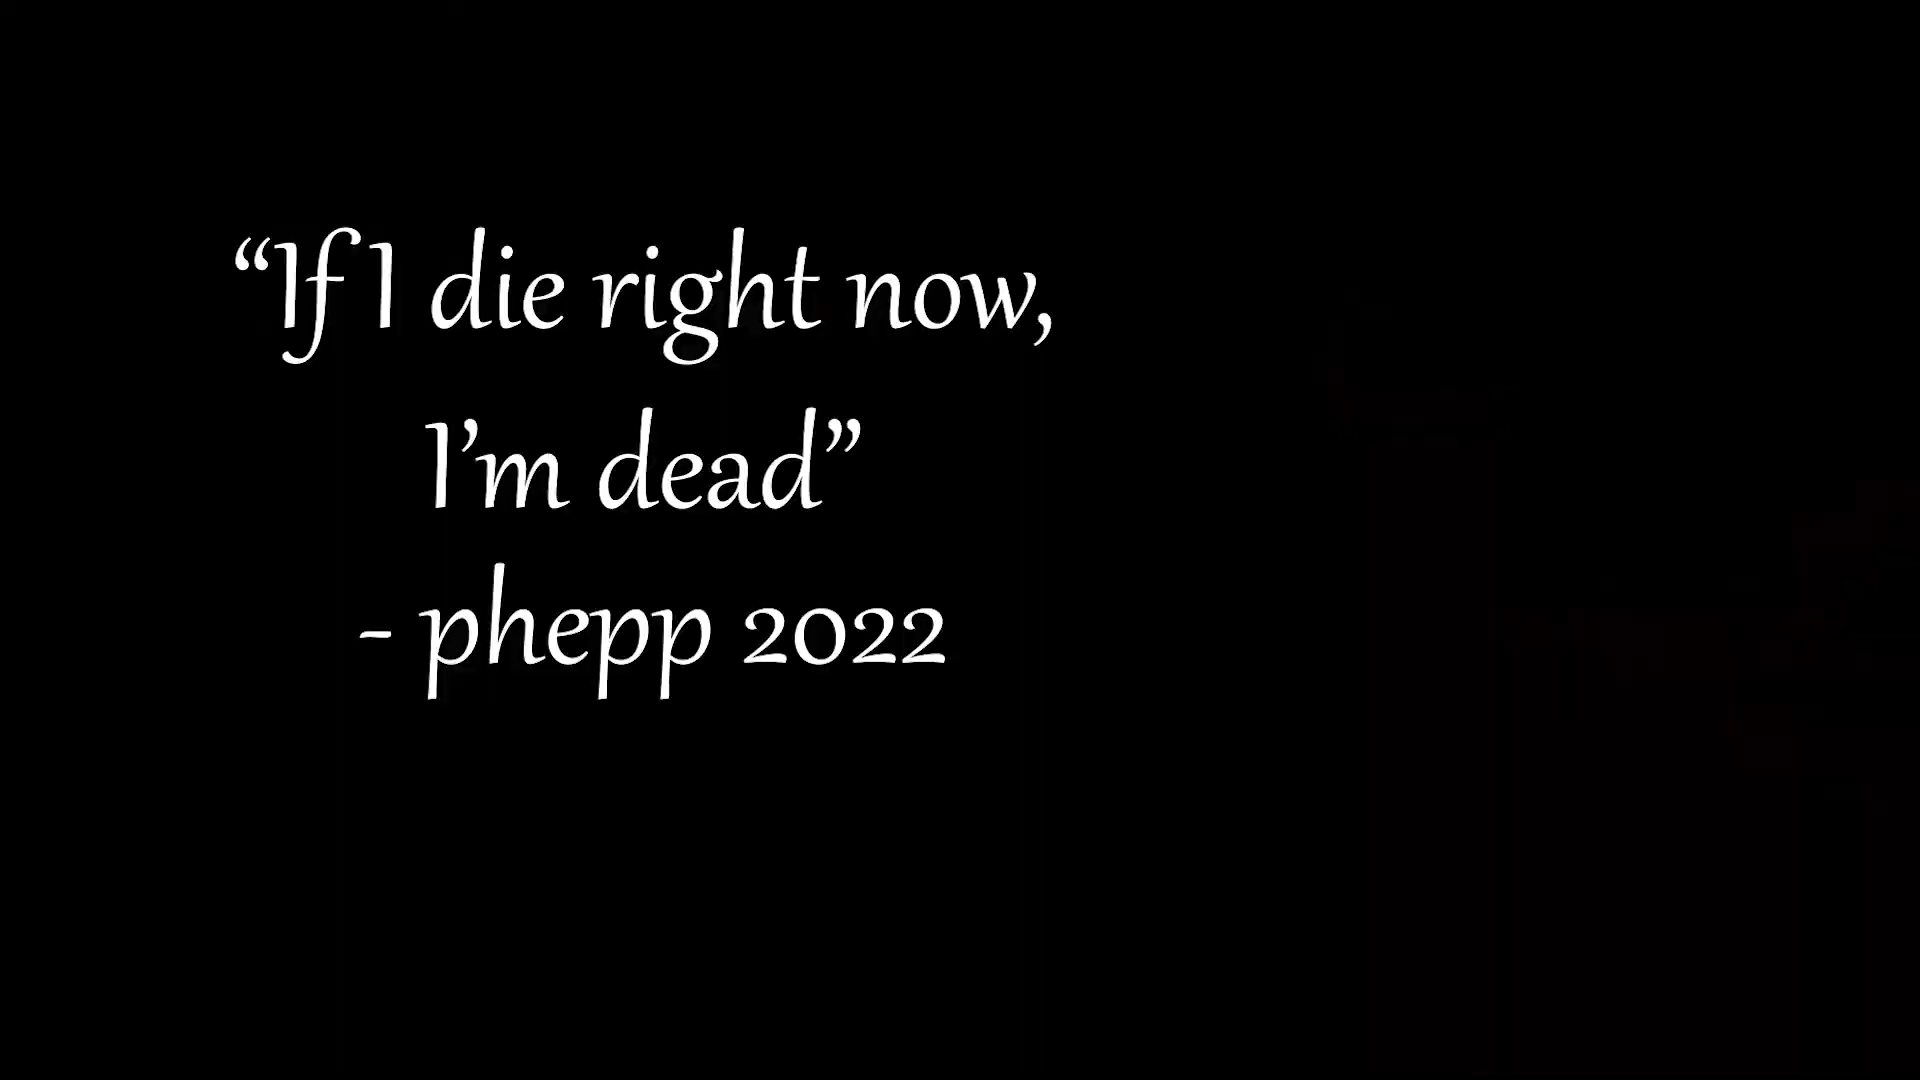 “If I die right now,
I’m dead”
- phepp 2022